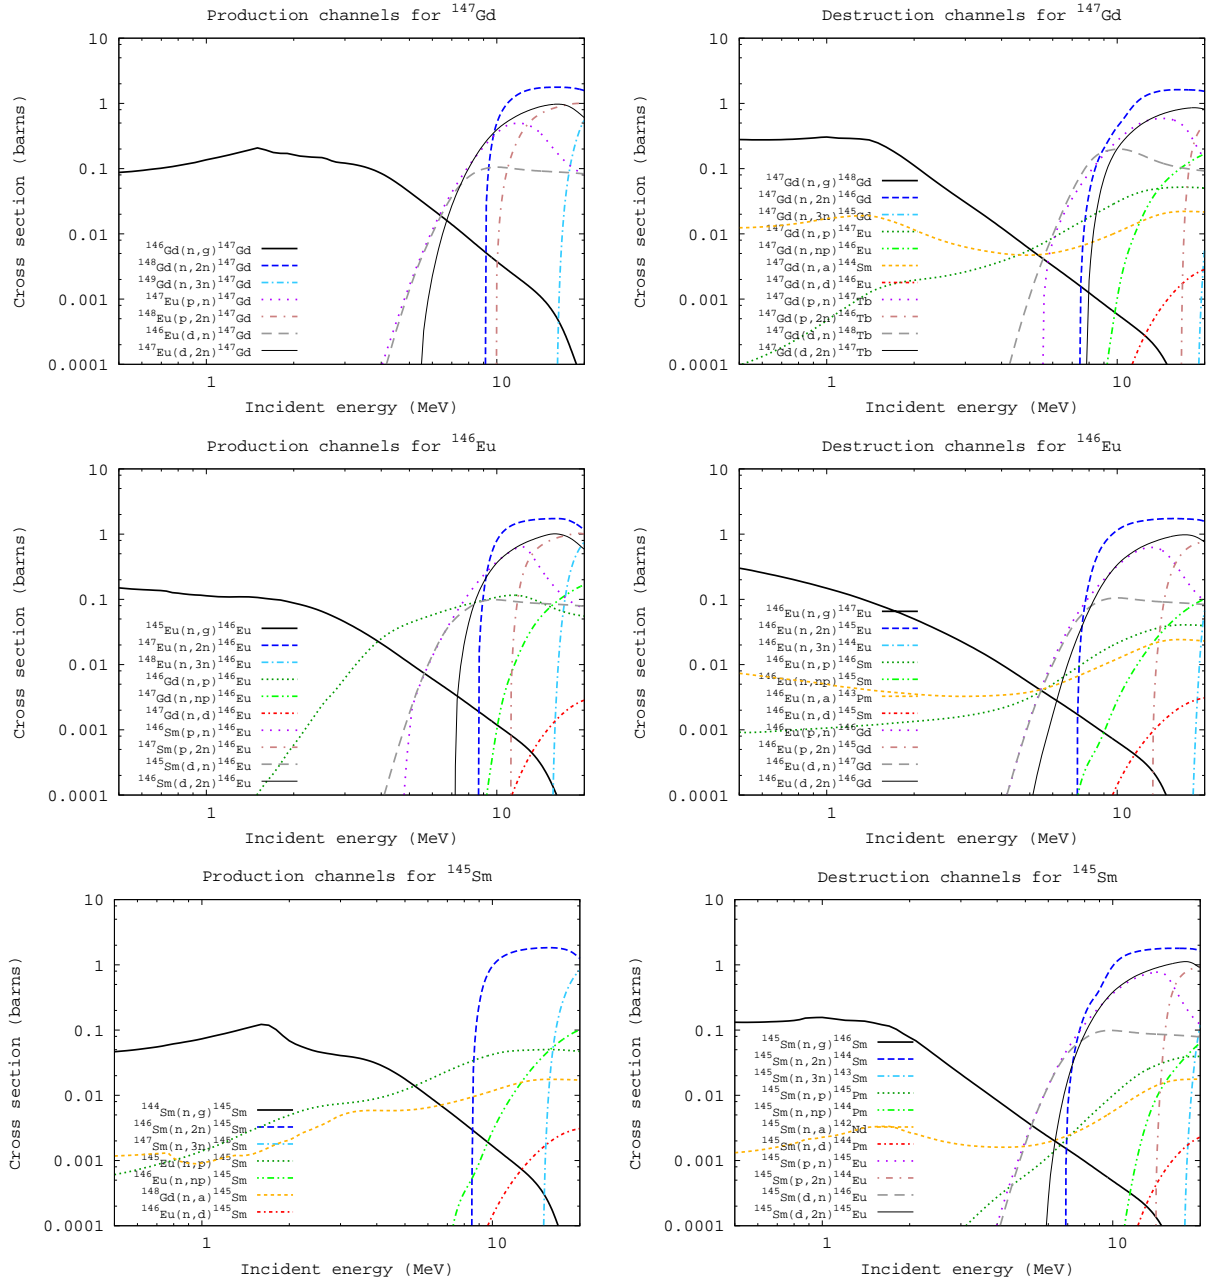 Production channels for ¹⁴⁷Gd
Cross section (barns)
10
1
0.1
0.01
0.001
0.0001
¹⁴⁶Gd(n,g)¹⁴⁷Gd
¹⁴⁸Gd(n,2n)¹⁴⁷Gd
¹⁴⁹Gd(n,3n)¹⁴⁷Gd
¹⁴⁷Eu(p,n)¹⁴⁷Gd
¹⁴⁸Eu(p,2n)¹⁴⁷Gd
¹⁴⁶Eu(d,n)¹⁴⁷Gd
¹⁴⁷Eu(d,2n)¹⁴⁷Gd
1 10
Incident energy (MeV)
Destruction channels for ¹⁴⁷Gd
Cross section (barns)
10
1
0.1
0.01
0.001
0.0001
¹⁴⁷Gd(n,g)¹⁴⁸Gd
¹⁴⁷Gd(n,2n)¹⁴⁶Gd
¹⁴⁷Gd(n,3n)¹⁴⁵Gd
¹⁴⁷Gd(n,p)¹⁴⁷Eu
¹⁴⁷Gd(n,np)¹⁴⁶Eu
¹⁴⁷Gd(n,a)¹⁴⁴Sm
¹⁴⁷Gd(n,d)¹⁴⁶Eu
¹⁴⁷Gd(p,n)¹⁴⁷Tb
¹⁴⁷Gd(p,2n)¹⁴⁶Tb
¹⁴⁷Gd(d,n)¹⁴⁸Tb
¹⁴⁷Gd(d,2n)¹⁴⁷Tb
1 10
Incident energy (MeV)
Production channels for ¹⁴⁶Eu
Cross section (barns)
10
1
0.1
0.01
0.001
0.0001
¹⁴⁵Eu(n,g)¹⁴⁶Eu
¹⁴⁷Eu(n,2n)¹⁴⁶Eu
¹⁴⁸Eu(n,3n)¹⁴⁶Eu
¹⁴⁶Gd(n,p)¹⁴⁶Eu
¹⁴⁷Gd(n,np)¹⁴⁶Eu
¹⁴⁷Gd(n,d)¹⁴⁶Eu
¹⁴⁶Sm(p,n)¹⁴⁶Eu
¹⁴⁷Sm(p,2n)¹⁴⁶Eu
¹⁴⁵Sm(d,n)¹⁴⁶Eu
¹⁴⁶Sm(d,2n)¹⁴⁶Eu
1 10
Incident energy (MeV)
Destruction channels for ¹⁴⁶Eu
Cross section (barns)
10
1
0.1
0.01
0.001
0.0001
¹⁴⁶Eu(n,g)¹⁴⁷Eu
¹⁴⁶Eu(n,2n)¹⁴⁵Eu
¹⁴⁶Eu(n,3n)¹⁴⁴Eu
¹⁴⁶Eu(n,p)¹⁴⁶Sm
¹⁴⁶Eu(n,np)¹⁴⁵Sm
¹⁴⁶Eu(n,a)¹⁴³Pm
¹⁴⁶Eu(n,d)¹⁴⁵Sm
¹⁴⁶Eu(p,n)¹⁴⁶Gd
¹⁴⁶Eu(p,2n)¹⁴⁵Gd
¹⁴⁶Eu(d,n)¹⁴⁷Gd
¹⁴⁶Eu(d,2n)¹⁴⁶Gd
1 10
Incident energy (MeV)
Production channels for ¹⁴⁵Sm
Cross section (barns)
10
1
0.1
0.01
0.001
0.0001
¹⁴⁴Sm(n,g)¹⁴⁵Sm
¹⁴⁶Sm(n,2n)¹⁴⁵Sm
¹⁴⁷Sm(n,3n)¹⁴⁵Sm
¹⁴⁵Eu(n,p)¹⁴⁵Sm
¹⁴⁶Eu(n,np)¹⁴⁵Sm
¹⁴⁸Gd(n,a)¹⁴⁵Sm
¹⁴⁶Eu(n,d)¹⁴⁵Sm
1 10
Incident energy (MeV)
Destruction channels for ¹⁴⁵Sm
Cross section (barns)
10
1
0.1
0.01
0.001
0.0001
¹⁴⁵Sm(n,g)¹⁴⁶Sm
¹⁴⁵Sm(n,2n)¹⁴⁴Sm
¹⁴⁵Sm(n,3n)¹⁴³Sm
¹⁴⁵Sm(n,p)¹⁴⁵Pm
¹⁴⁵Sm(n,np)¹⁴⁴Pm
¹⁴⁵Sm(n,a)¹⁴²Nd
¹⁴⁵Sm(n,d)¹⁴⁴Pm
¹⁴⁵Sm(p,n)¹⁴⁵Eu
¹⁴⁵Sm(p,2n)¹⁴⁴Eu
¹⁴⁵Sm(d,n)¹⁴⁶Eu
¹⁴⁵Sm(d,2n)¹⁴⁵Eu
1 10
Incident energy (MeV)